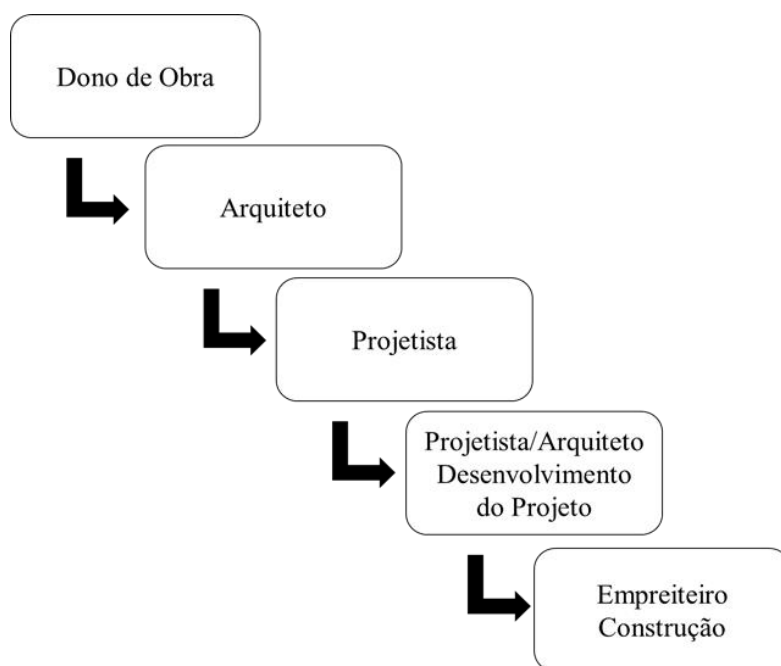 Dono de Obra
Arquiteto
Projetista
Projetista/Arquiteto
Desenvolvimento
do Projeto
Empreiteiro
Construção